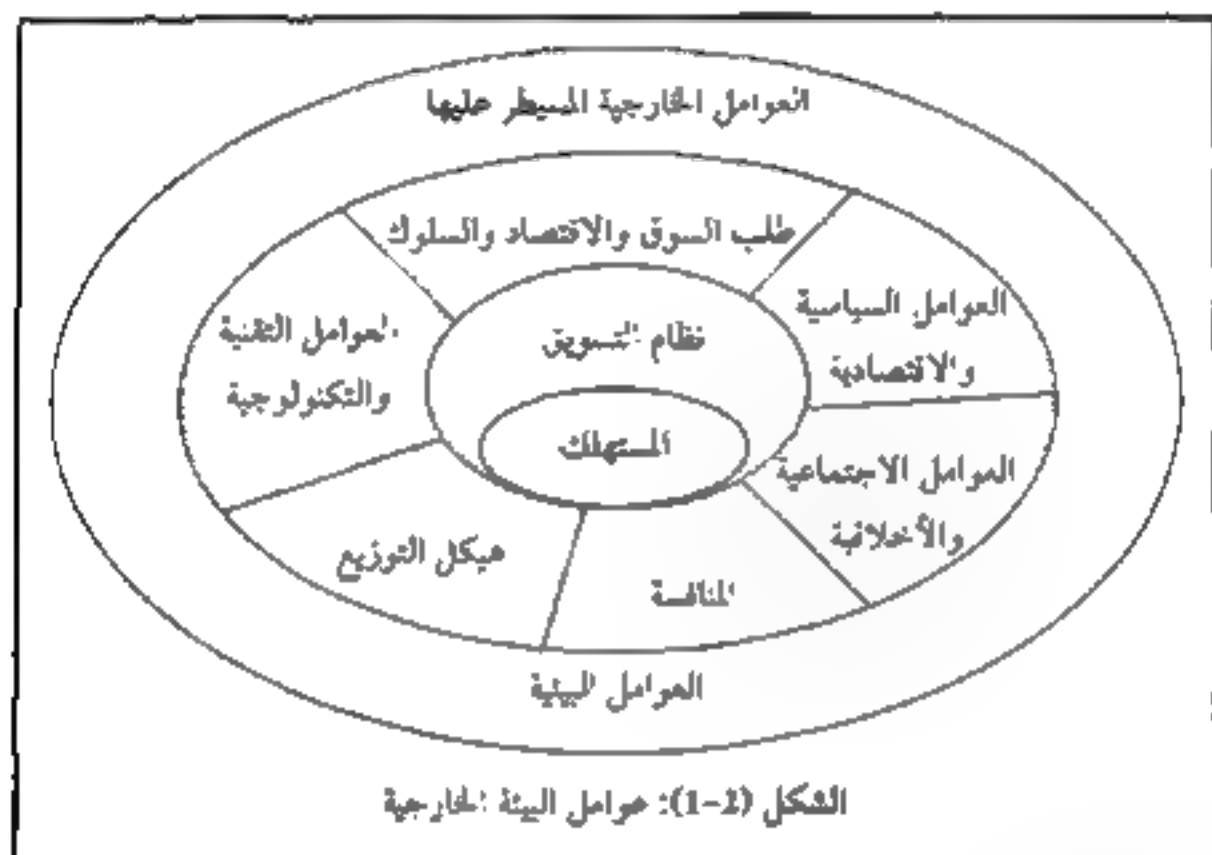 العوامل الخارجية المسيطر عليها
طلب السوق والاقتصاد والسلوك
العوامل السياسية
والاقتصادية
العوامل التقنية
والتكنولوجية
نظام التسويق
المستهلك
العوامل الاجتماعية
والأخلاقية
هيكل التوزيع
المنافسة
العوامل البيئية
الشكل (2-1): عوامل البيئة الخارجية